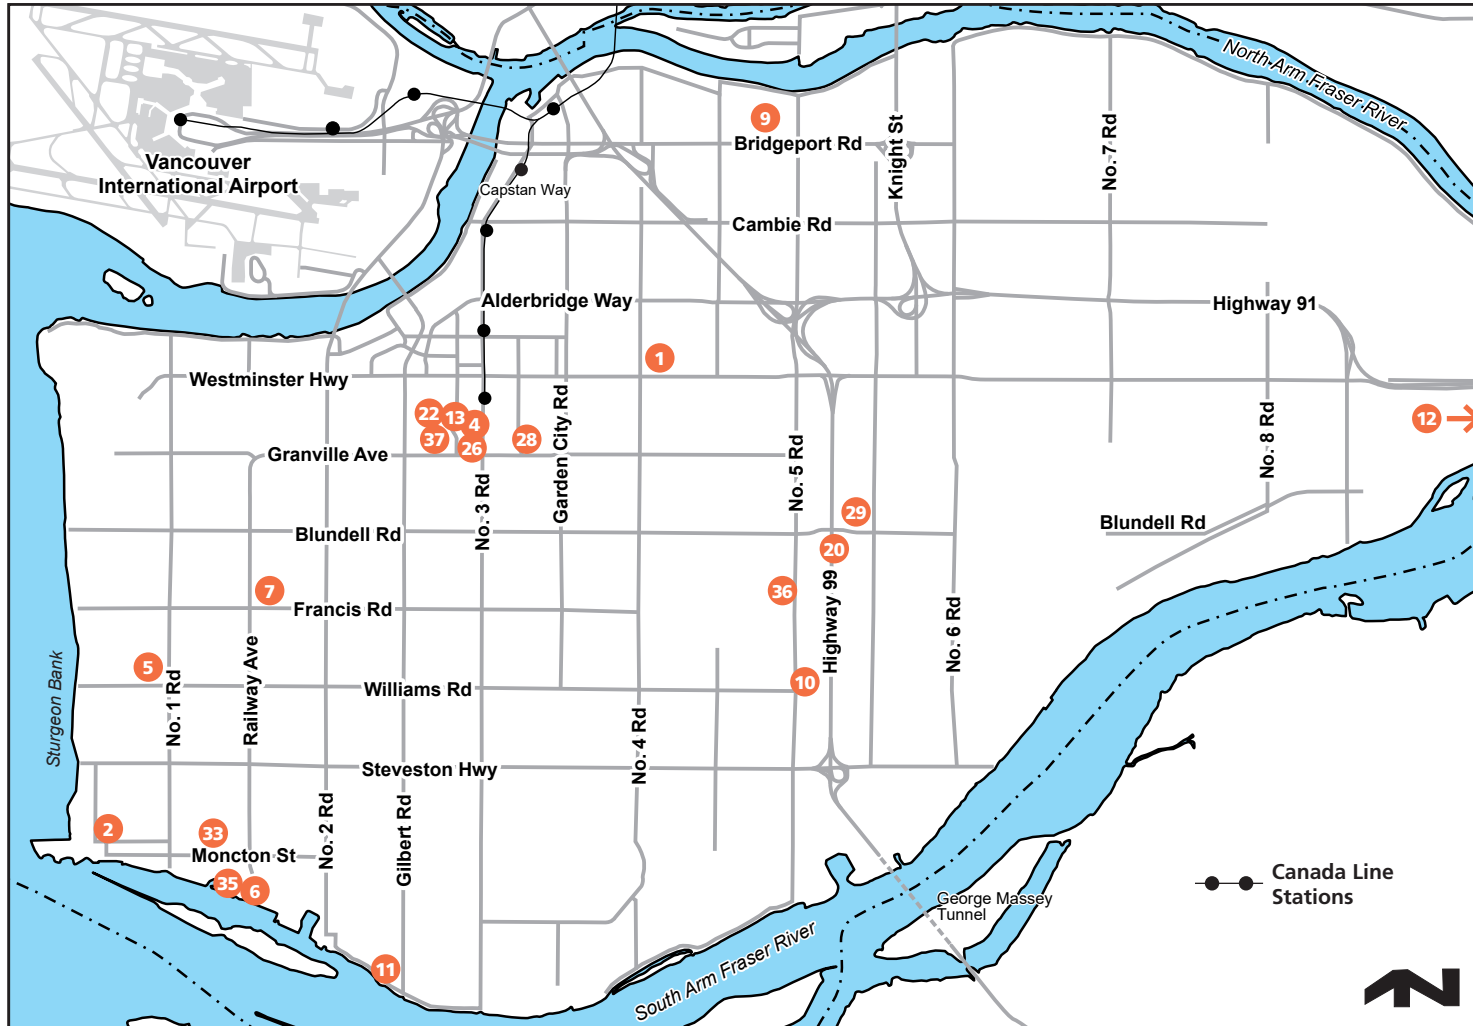 North Arm Fraser River
9
Bridgeport Rd
Knight St
No. 7 Rd
Vancouver
International Airport
Capstan Way
Cambie Rd
Alderbridge Way
Highway 91
1
Westminster Hwy
22
13
4
37
26
28
Garden City Rd
No. 8 Rd
12
Granville Ave
No. 3 Rd
No. 5 Rd
29
Blundell Rd
Blundell Rd
20
7
36
Francis Rd
Highway 99
No. 6 Rd
Sturgeon Bank
5
No. 1 Rd
Railway Ave
Williams Rd
10
No. 4 Rd
Steveston Hwy
2
33
Moncton St
No. 2 Rd
Gilbert Rd
35
6
Canada Line
Stations
George Massey
Tunnel
11
South Arm Fraser River
N